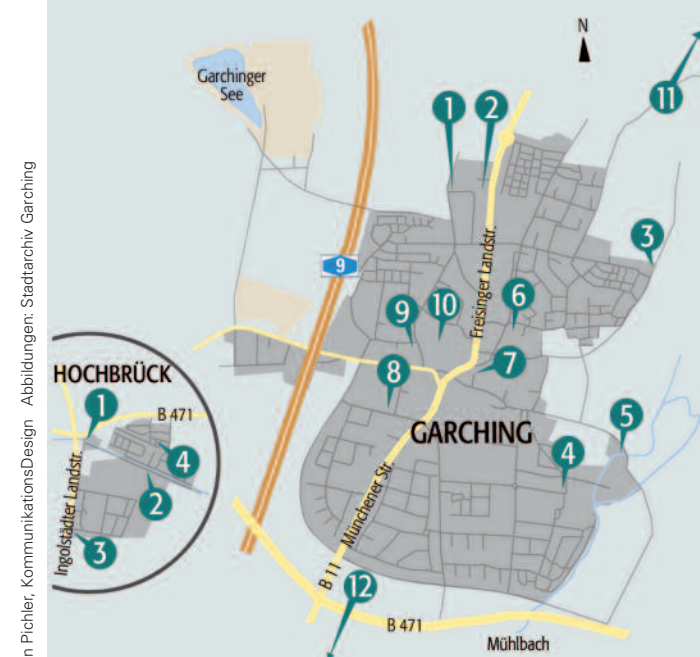 Pichler, KommunikationsDesign Abbildungen: Stadtarchiv Garching
N
Garchinger
See
1
2
11
3
9
Freisinger Landstr.
6
10
9
7
8
HOCHBRÜCK
1
B 471
4
2
Ingolstädter Landstr.
3
GARCHING
5
4
Münchener Str.
B 11
12
B 471
Mühlbach